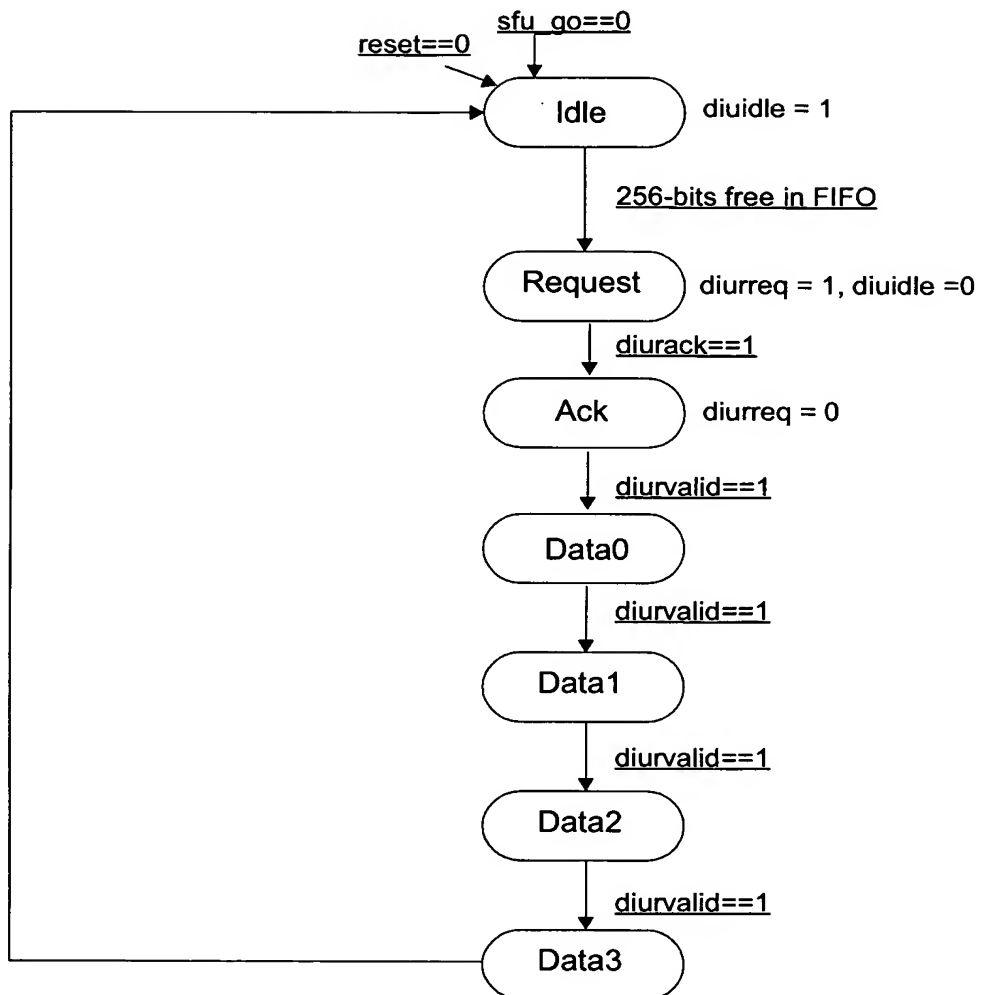 sfu_go==0
reset==0
Idle
diuidle = 1
256-bits free in FIFO
Request
diurreq = 1, diuidle =0
diurack==1
Ack
diurreq = 0
diurvalid==1
Data0
diurvalid==1
Data1
diurvalid==1
Data2
diurvalid==1
Data3